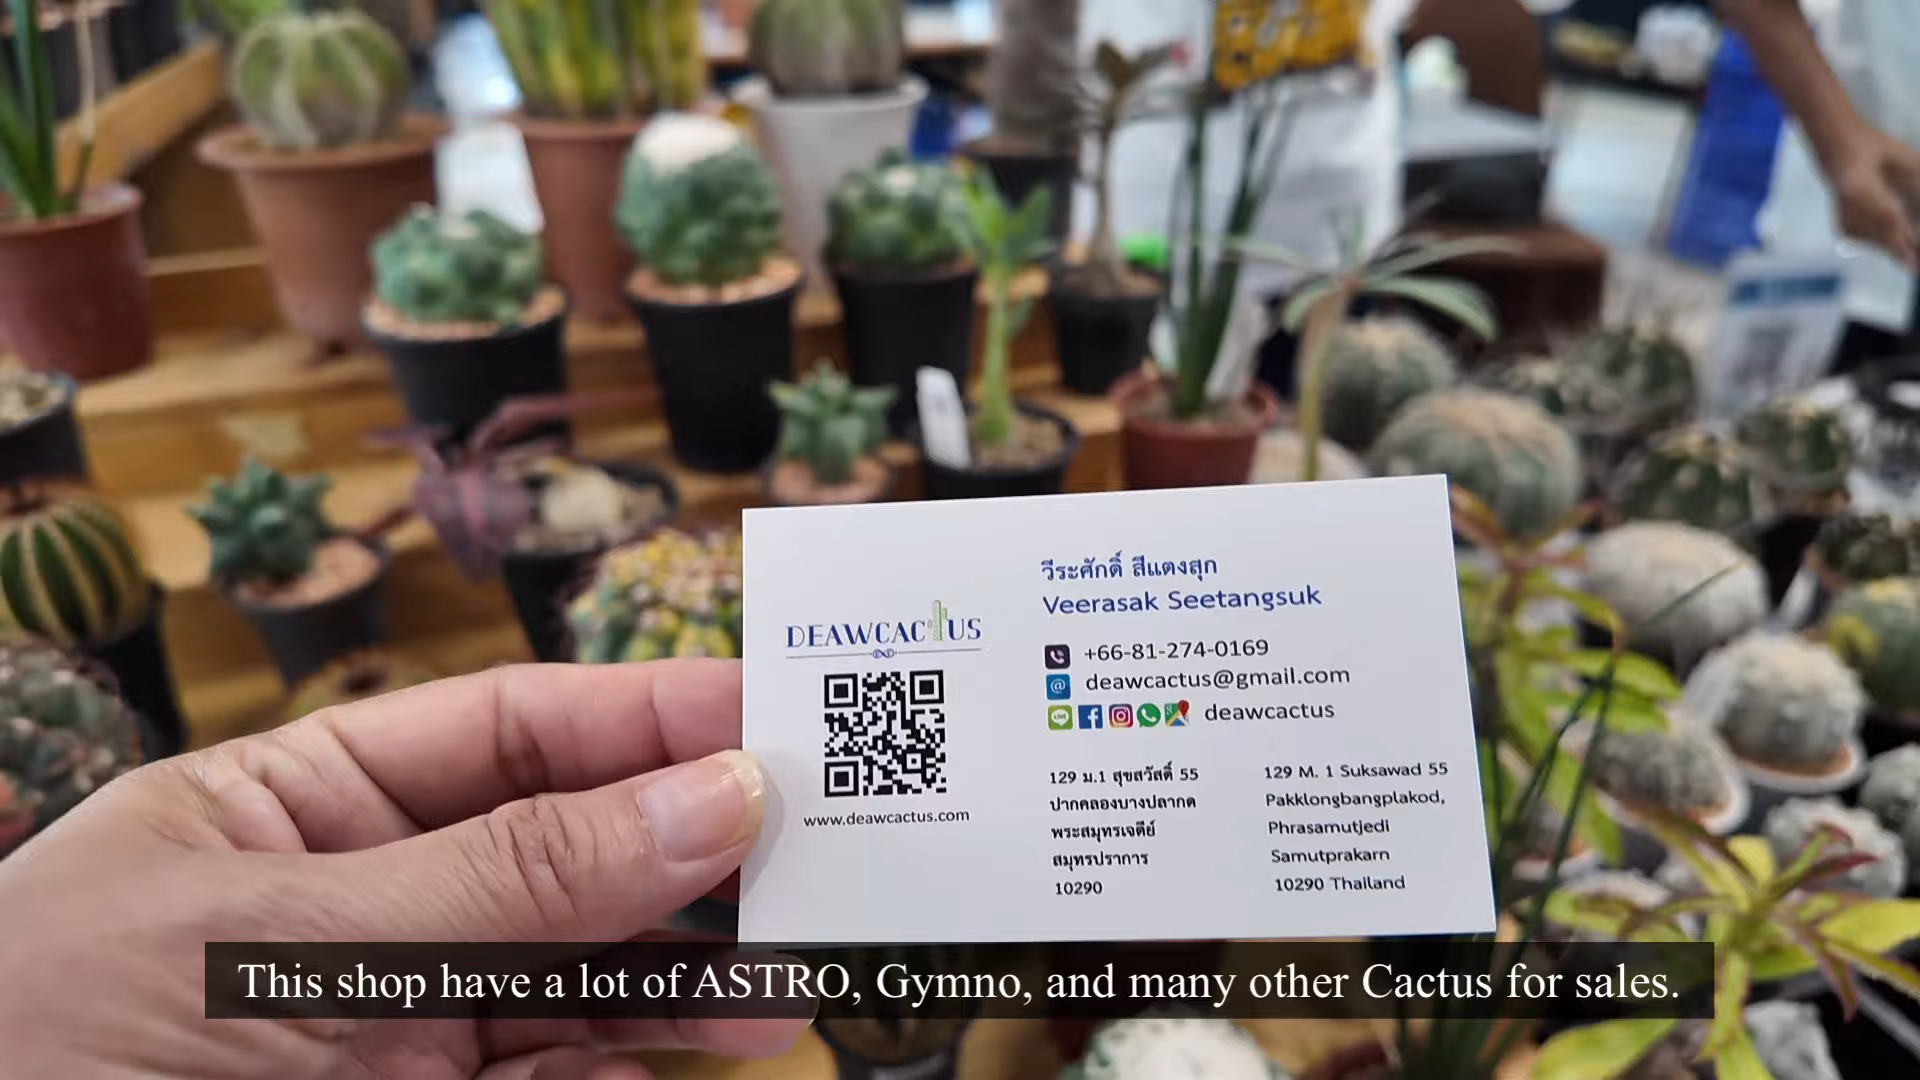 DEAWCACTUS
www.deawcactus.com
วีระศักดิ์ สีแตงสุก
Veerasak Seetangsuk
+66-81-274-0169
deawcactus@gmail.com
deawcactus
129 ม.1 สุขสวัสดิ์ 55
ปากคลองบางปลากด
พระสมุทรเจดีย์
สมุทรปราการ
10290
129 M. 1 Suksawad 55
Pakklongbangplakod,
Phrasamutjedi
Samutprakarn
10290 Thailand
This shop have a lot of ASTRO, Gymno, and many other Cactus for sales.